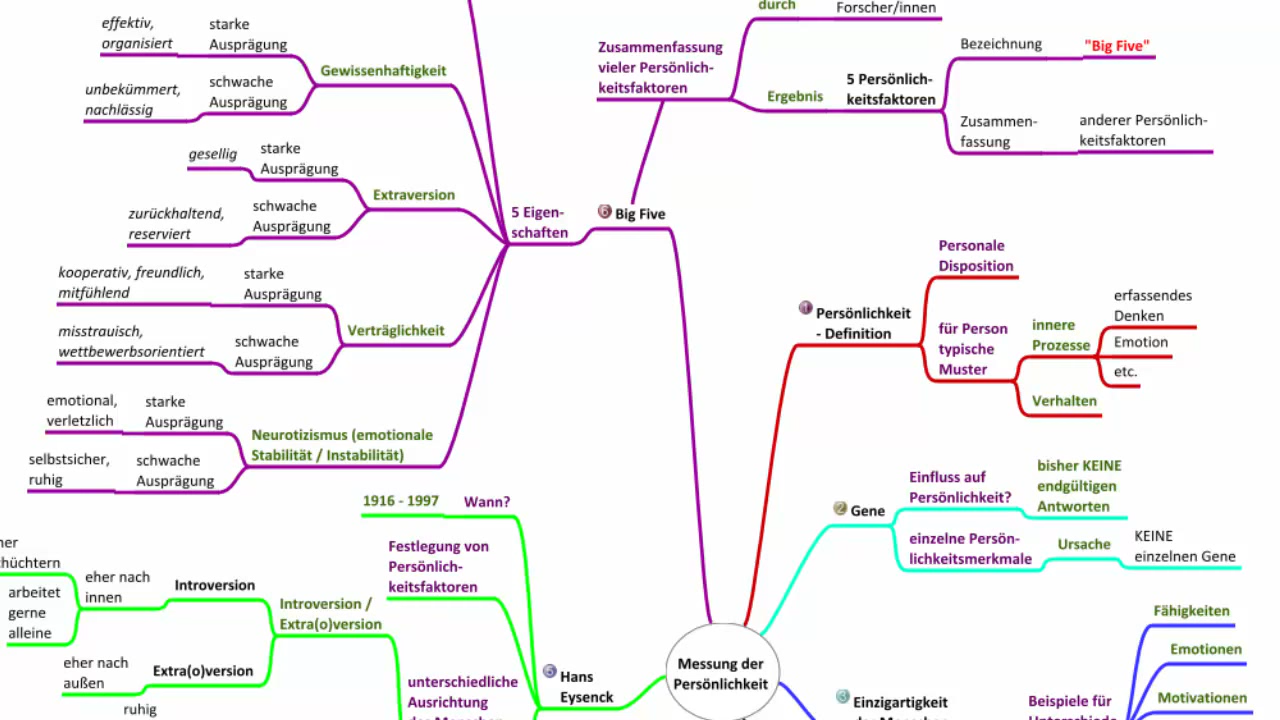 durch
Forscher/innen
Zusammenfassung
vieler Persönlich-
keitsfaktoren
Ergebnis
5 Persönlich-
keitsfaktoren
Bezeichnung
"Big Five"
Zusammen-
fassung
anderer Persönlich-
keitsfaktoren
effektiv,
organisiert
starke
Ausprägung
unbekümmert,
nachlässig
schwache
Ausprägung
Gewissenhaftigkeit
gesellig
starke
Ausprägung
zurückhaltend,
reserviert
schwache
Ausprägung
Extraversion
kooperativ, freundlich,
mitfühlend
starke
Ausprägung
misstrauisch,
wettbewerbsorientiert
schwache
Ausprägung
Verträglichkeit
emotional,
verletzlich
starke
Ausprägung
selbstsicher,
ruhig
schwache
Ausprägung
Neurotizismus (emotionale
Stabilität / Instabilität)
5 Eigen-
schaften
6 Big Five
1 Persönlichkeit
- Definition
Personale
Disposition
für Person
typische
Muster
innere
Prozesse
erfassendes
Denken
Emotion
etc.
Verhalten
2 Gene
Einfluss auf
Persönlichkeit?
bisher KEINE
endgültigen
Antworten
einzelne Persön-
lichkeitsmerkmale
Ursache
KEINE
einzelnen Gene
1916 - 1997
Wann?
Festlegung von
Persönlich-
keitsfaktoren
eher nach
innen
Introversion
arbeitet
gerne
alleine
Introversion /
Extra(o)version
eher nach
außen
Extra(o)version
ruhig
unterschiedliche
Ausrichtung
5 Hans
Eysenck
Messung der
Persönlichkeit
3 Einzigartigkeit
Beispiele für
Fähigkeiten
Emotionen
Motivationen